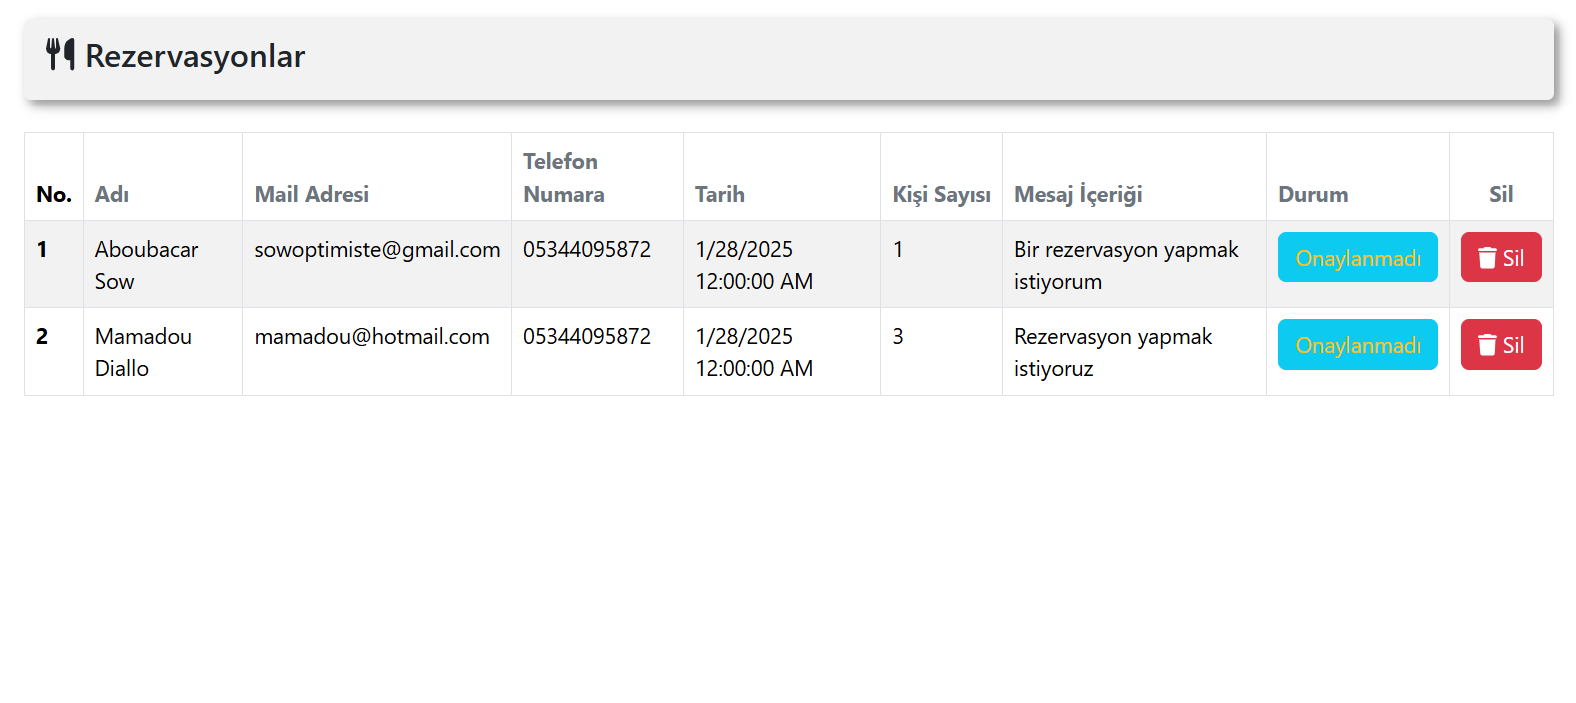 Rezervasyonlar
No. Adı Mail Adresi Telefon Numara Tarih Kişi Sayısı Mesaj İçeriği Durum Sil
1 Aboubacar Sow sowoptimiste@gmail.com 05344095872 1/28/2025 12:00:00 AM 1 Bir rezervasyon yapmak istiyorum Onaylanmadı Sil
2 Mamadou Diallo mamadou@hotmail.com 05344095872 1/28/2025 12:00:00 AM 3 Rezervasyon yapmak istiyoruz Onaylanmadı Sil